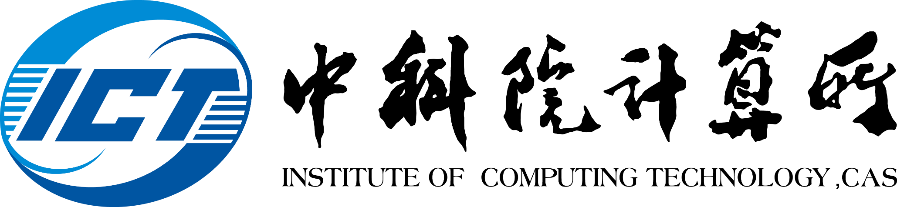 ICT
中科院计算所
INSTITUTE OF COMPUTING TECHNOLOGY,CAS